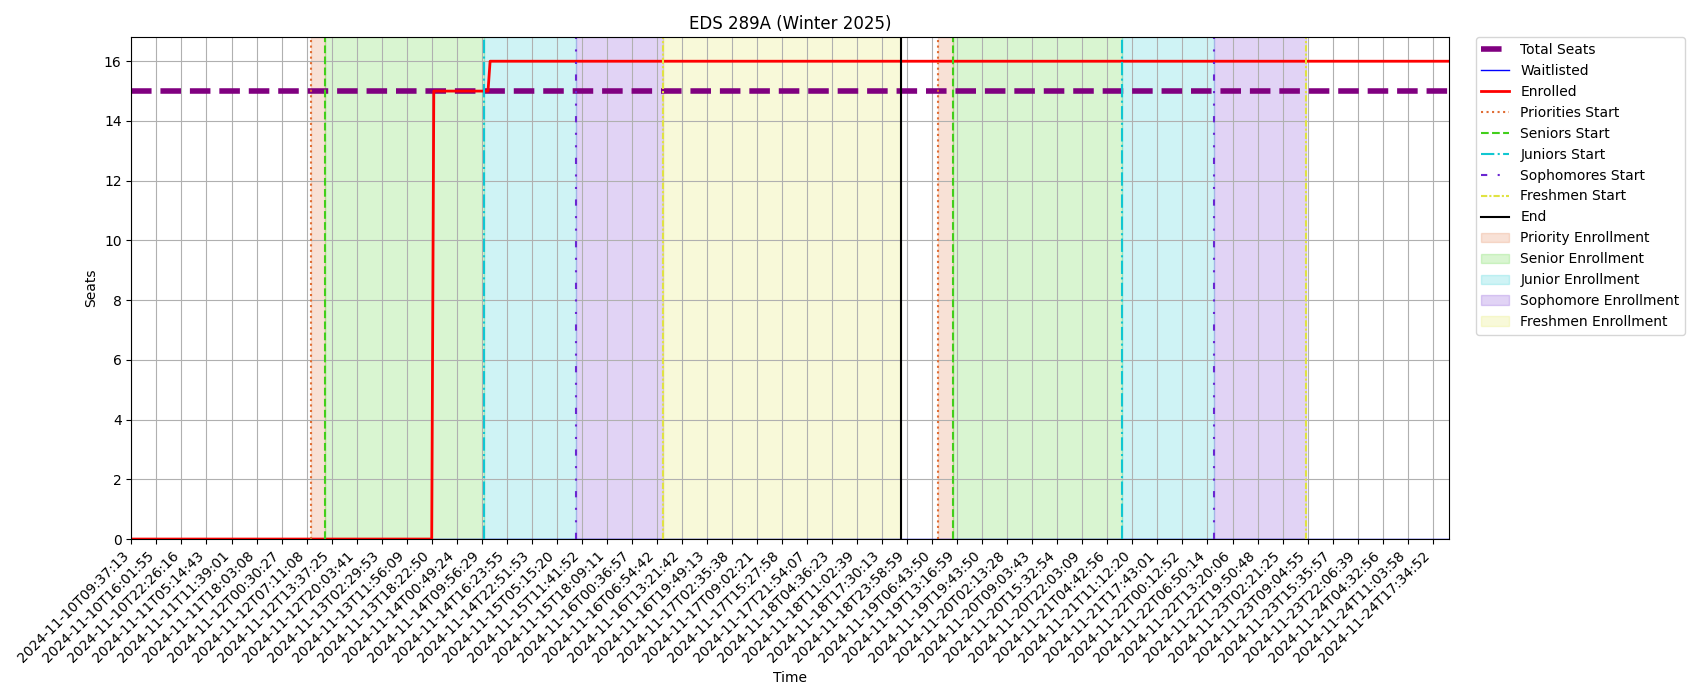 EDS 289A (Winter 2025)
16
14
12
10
8
6
4
2
0
Seats
2024-11-10T09:37:13
2024-11-10T16:01:55
2024-11-10T22:26:16
2024-11-11T05:14:43
2024-11-11T11:39:01
2024-11-11T18:03:08
2024-11-12T00:30:27
2024-11-12T07:11:08
2024-11-12T13:37:25
2024-11-12T20:03:41
2024-11-13T02:29:53
2024-11-13T11:56:09
2024-11-13T18:22:50
2024-11-14T00:49:24
2024-11-14T09:56:29
2024-11-14T16:23:55
2024-11-14T22:51:53
2024-11-15T05:15:20
2024-11-15T11:41:52
2024-11-15T18:09:11
2024-11-16T00:36:57
2024-11-16T06:54:42
2024-11-16T13:21:42
2024-11-16T19:49:13
2024-11-17T02:35:38
2024-11-17T09:02:21
2024-11-17T15:27:58
2024-11-17T21:54:07
2024-11-18T04:36:23
2024-11-18T11:02:39
2024-11-18T17:30:13
2024-11-18T23:58:59
2024-11-19T06:43:50
2024-11-19T13:16:59
2024-11-19T19:43:50
2024-11-20T02:13:28
2024-11-20T09:03:43
2024-11-20T15:32:54
2024-11-20T22:03:09
2024-11-21T04:42:56
2024-11-21T11:12:20
2024-11-21T17:43:01
2024-11-22T00:12:52
2024-11-22T06:50:14
2024-11-22T13:20:06
2024-11-22T19:50:48
2024-11-23T02:21:25
2024-11-23T09:04:55
2024-11-23T15:35:57
2024-11-23T22:06:39
2024-11-24T04:32:56
2024-11-24T11:03:58
2024-11-24T17:34:52
Time
Total Seats
Waitlisted
Enrolled
Priorities Start
Seniors Start
Juniors Start
Sophomores Start
Freshmen Start
End
Priority Enrollment
Senior Enrollment
Junior Enrollment
Sophomore Enrollment
Freshmen Enrollment